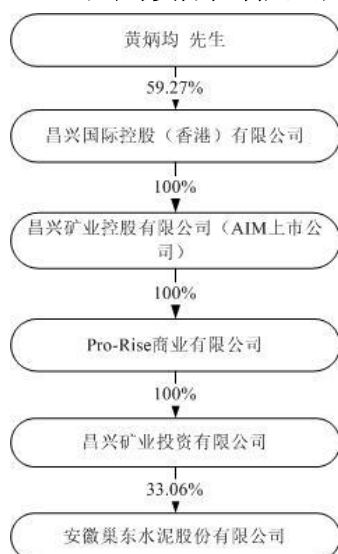 黄炳均 先生
59.27%
昌兴国际控股（香港）有限公司
100%
昌兴矿业控股有限公司（AIM上市公
司）
100%
Pro-Rise商业有限公司
100%
昌兴矿业投资有限公司
33.06%
安徽巢东水泥股份有限公司